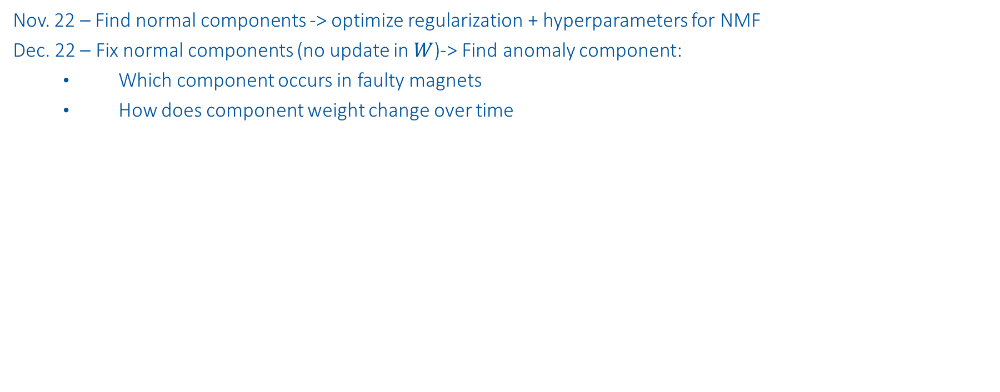 Nov. 22 – Find normal components -> optimize regularization + hyperparameters for NMF
Dec. 22 – Fix normal components (no update in W)-> Find anomaly component:
• Which component occurs in faulty magnets
• How does component weight change over time